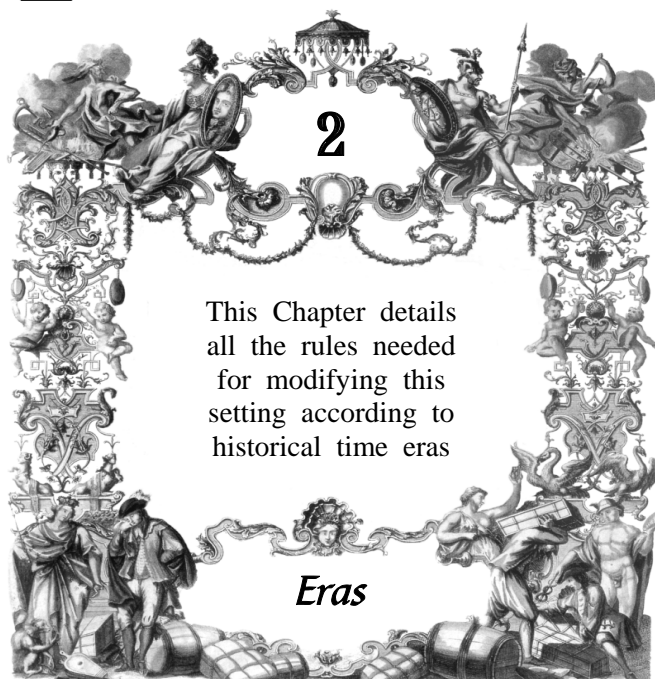 2
This Chapter details
all the rules needed
for modifying this
setting according to
historical time eras
Eras